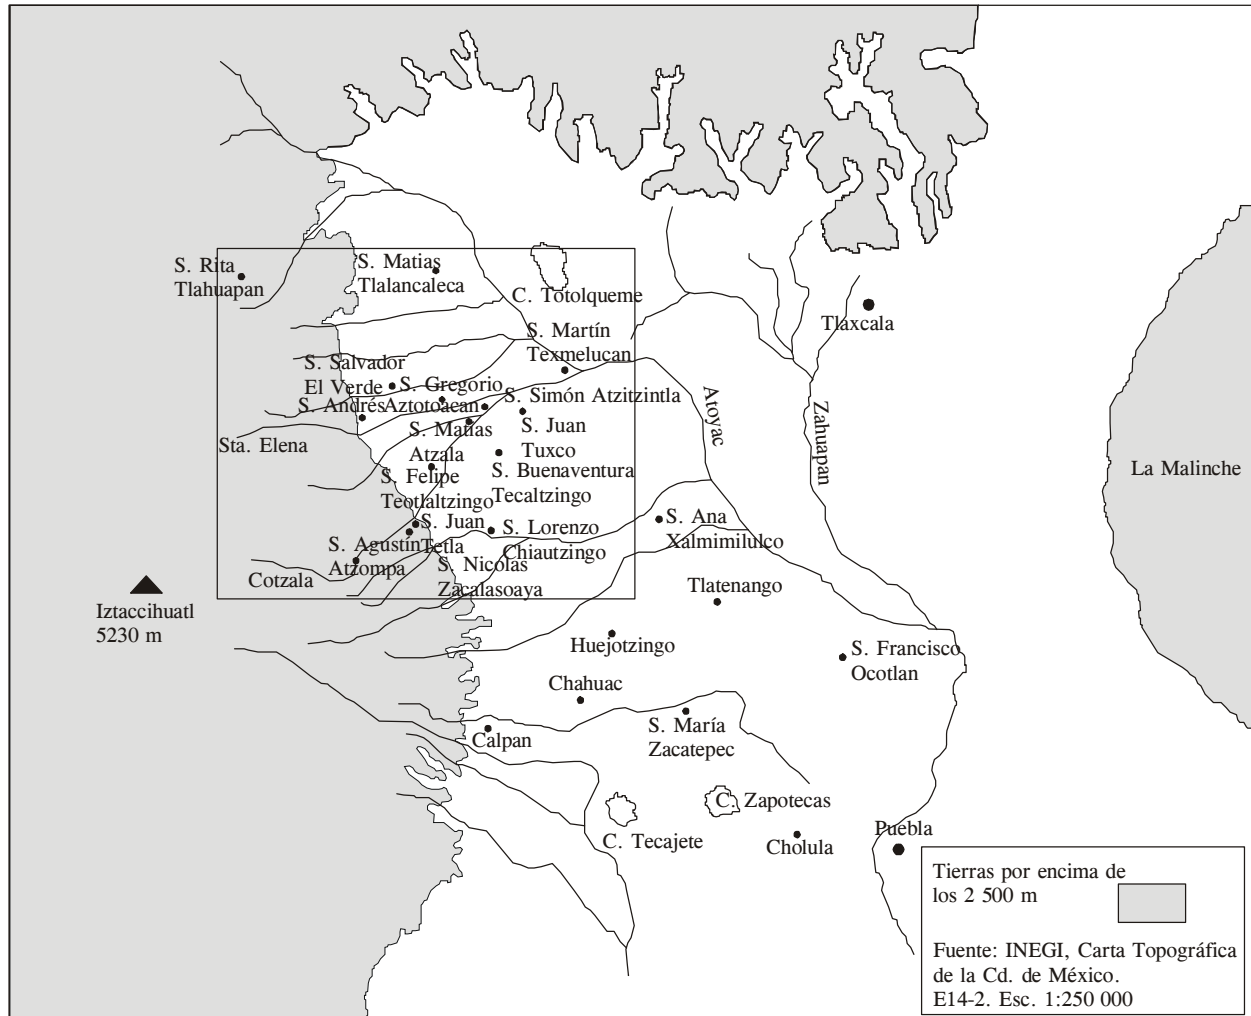 S. Rita
Tlahuapan
S. Matias
Tlalancaleca
C. Totolqueme
S. Martín
Texmelucan
Tlaxcala
S. Salvador
El Verde
S. Gregorio
Aztotoacan
S. Andrés
S. Simón Atzitzintla
S. Matías
Atzala
S. Juan
Tuxco
Sta. Elena
S. Felipe
Teotlaltzingo
S. Buenaventura
Tecaltzingo
Atoyac
Zahuapan
La Malinche
S. Juan
Tetla
S. Lorenzo
Chiautzingo
S. Ana
Xalmimilulco
S. Agustín
Atzompa
S. Nicolás
Zacalasoaya
Cotzala
Iztaccihuatl
5230 m
Tlatenango
Huejotzingo
S. Francisco
Ocotlan
Chahuac
S. María
Zacatepec
Calpan
C. Zapotecas
C. Tecajete
Cholula
Puebla
Tierras por encima de
los 2 500 m
Fuente: INEGI, Carta Topográfica
de la Cd. de México.
E14-2. Esc. 1:250 000